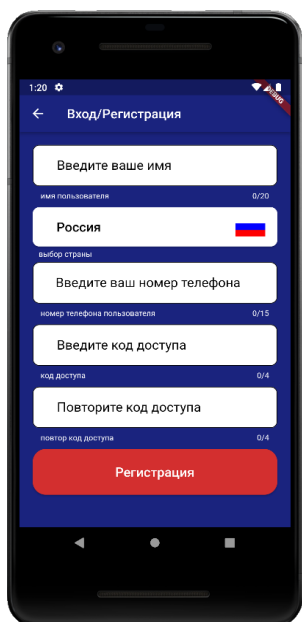 1:20
DEBUG
Вход/Регистрация
Введите ваше имя
имя пользователя 0/20
Россия
выбор страны
Введите ваш номер телефона
номер телефона пользователя 0/15
Введите код доступа
код доступа 0/4
Повторите код доступа
повтор код доступа 0/4
Регистрация